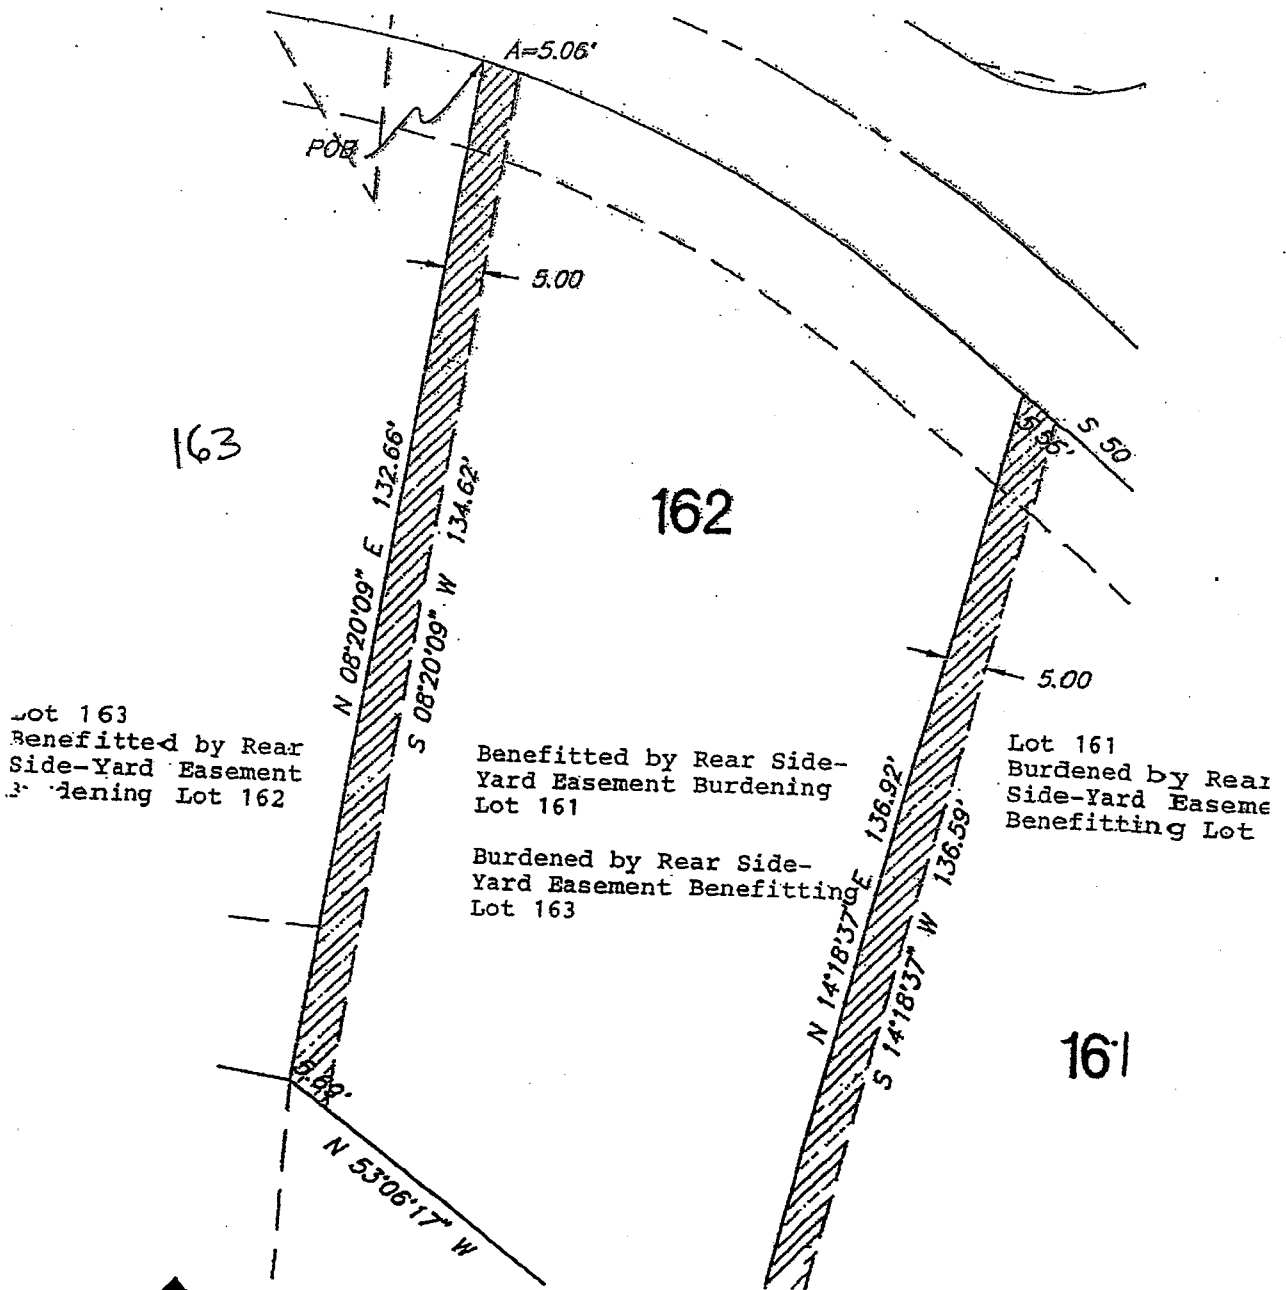 A=5.06'
POB
5.00
163
N 08°20'09" E 132.66'
S 08°20'09" W 134.62'
162
5.55'
S 50
5.00
Lot 163
Benefitted by Rear
Side-Yard Easement
Lot 162
Benefitted by Rear Side-
Yard Easement Burdening
Lot 161
Burdened by Rear Side-
Yard Easement Benefitting
Lot 163
N 14°18'37" E 136.92'
S 14°18'37" W 136.59'
Lot 161
Burdened by Rear
Side-Yard Easeme
Benefitting Lot
161
N 53°06'17" W